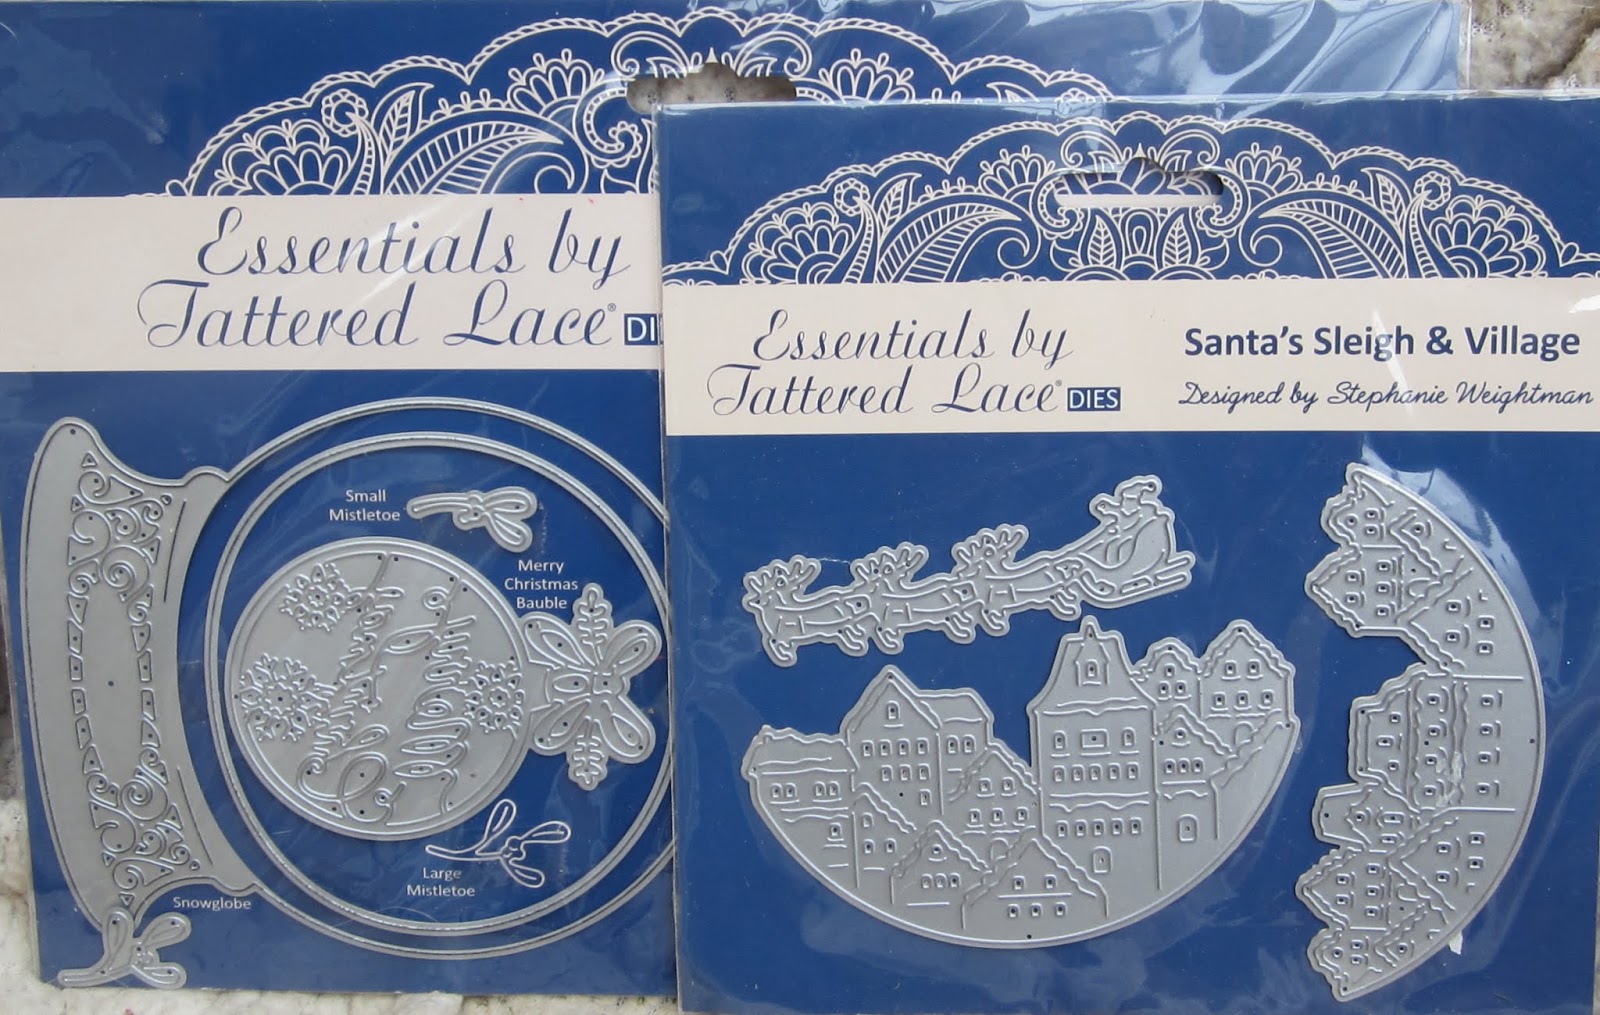 Essentials by
Tattered Lace®
Small
Mistletoe
Merry
Christmas
Bauble
Large
Mistletoe
Snowglobe
Essentials by
Tattered Lace® DIES
Santa's Sleigh & Village
Designed by Stephanie Weightman